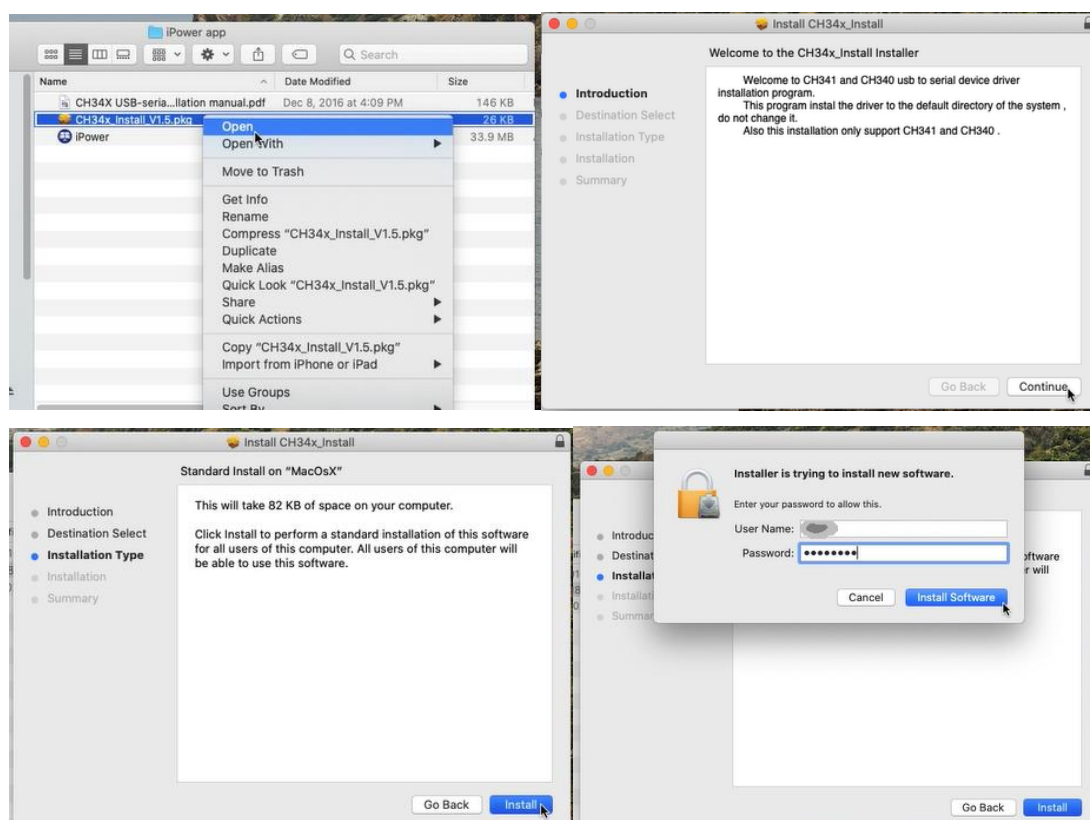 iPower app
Search
Name Date Modified Size
CH34X USB-seria...llation manual.pdf Dec 8, 2016 at 4:09 PM 146 KB
CH34x_Install_V1.5.pkg 26 KB
iPower 33.9 MB
Open
Open With
Move to Trash
Get Info
Rename
Compress “CH34x_Install_V1.5.pkg”
Duplicate
Make Alias
Quick Look “CH34x_Install_V1.5.pkg”
Share
Quick Actions
Copy “CH34x_Install_V1.5.pkg”
Import from iPhone or iPad
Use Groups
Sort By
Install CH34x_Install
Welcome to the CH34x_Install Installer
Introduction
Destination Select
Installation Type
Installation
Summary
Welcome to CH341 and CH340 usb to serial device driver
installation program.
This program instal the driver to the default directory of the system ,
do not change it.
Also this installation only support CH341 and CH340 .
Go Back Continue
Install CH34x_Install
Standard Install on “MacOsX”
Introduction
Destination Select
Installation Type
Installation
Summary
This will take 82 KB of space on your computer.
Click Install to perform a standard installation of this software
for all users of this computer. All users of this computer will
be able to use this software.
Go Back Install
Installer is trying to install new software.
Enter your password to allow this.
User Name:
Password:
Cancel Install Software
Introduc
Destinat
Installat
Installati
Summar
oftware
r will
Go Back Install